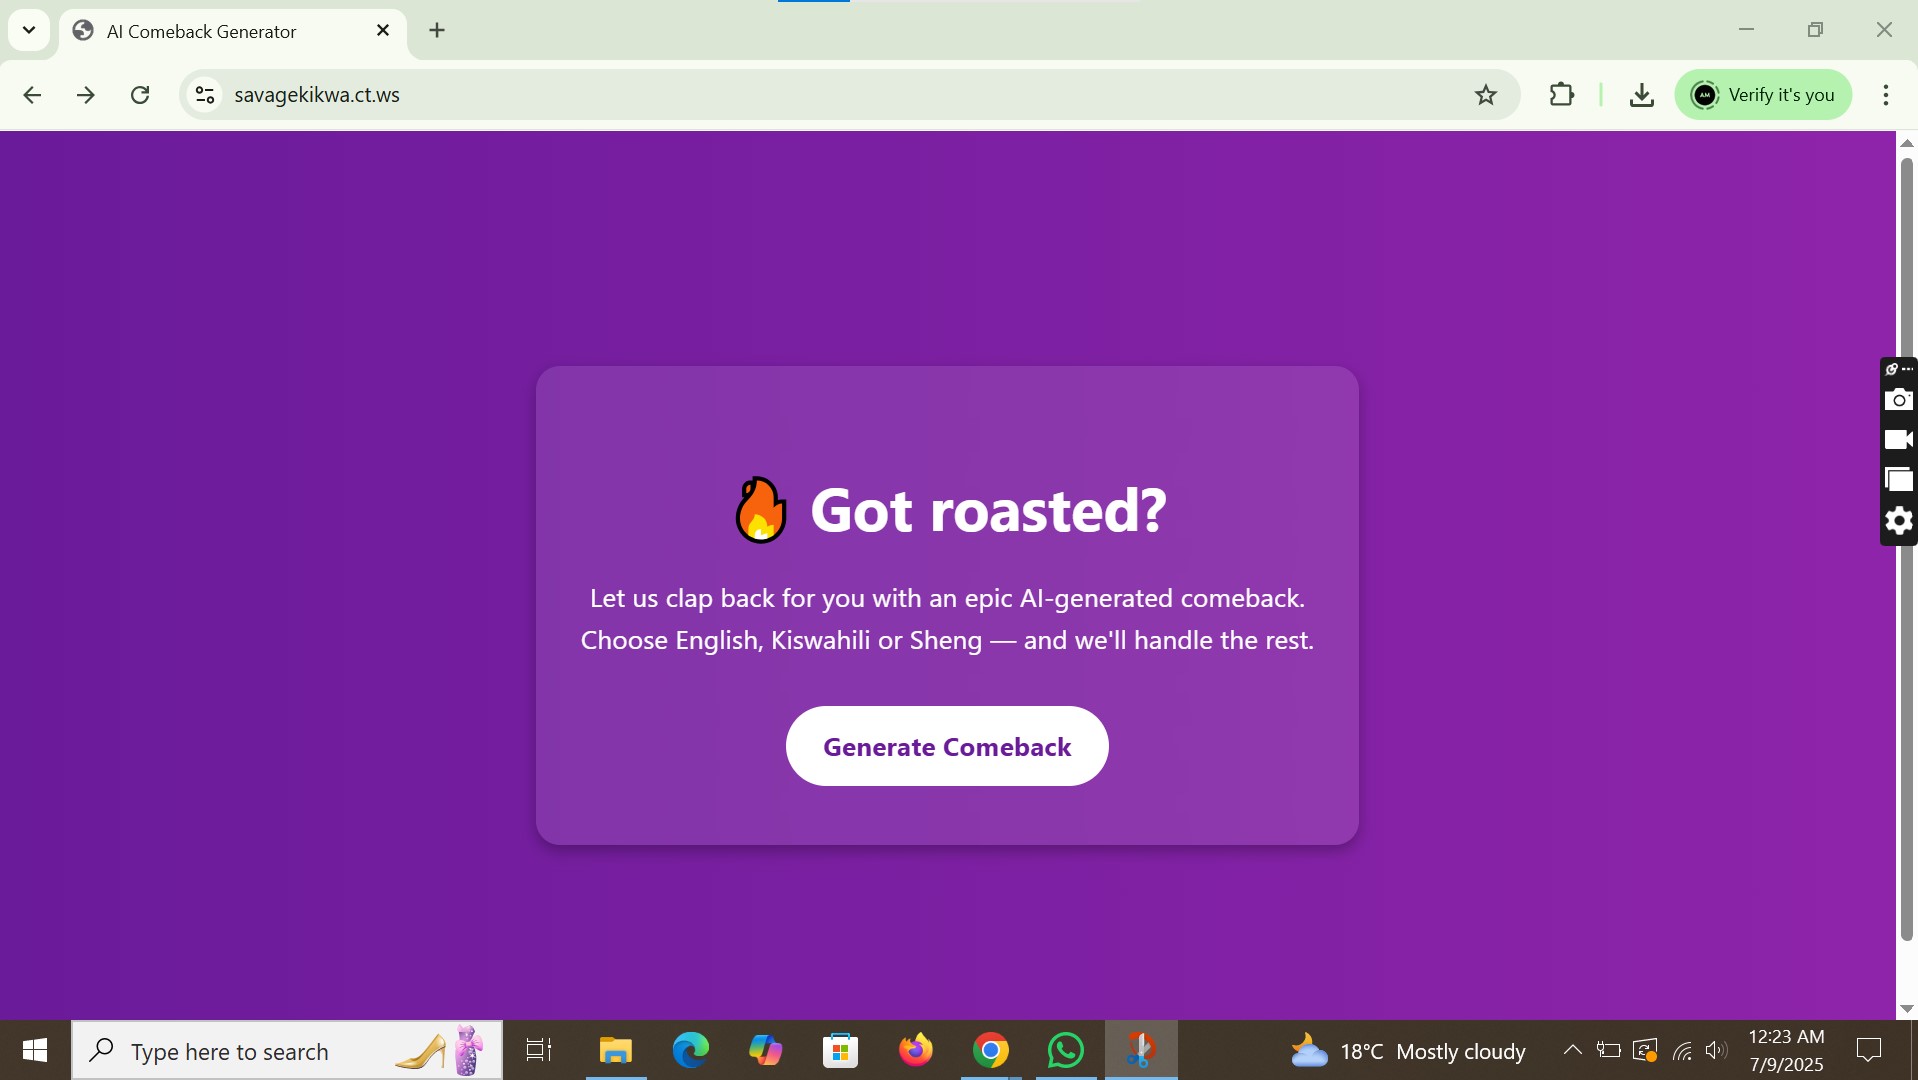 AI Comeback Generator
savagekikwa.ct.ws
AM
Verify it's you
Got roasted?
Let us clap back for you with an epic AI-generated comeback.
Choose English, Kiswahili or Sheng — and we'll handle the rest.
Generate Comeback
Type here to search
18°C Mostly cloudy
12:23 AM
7/9/2025